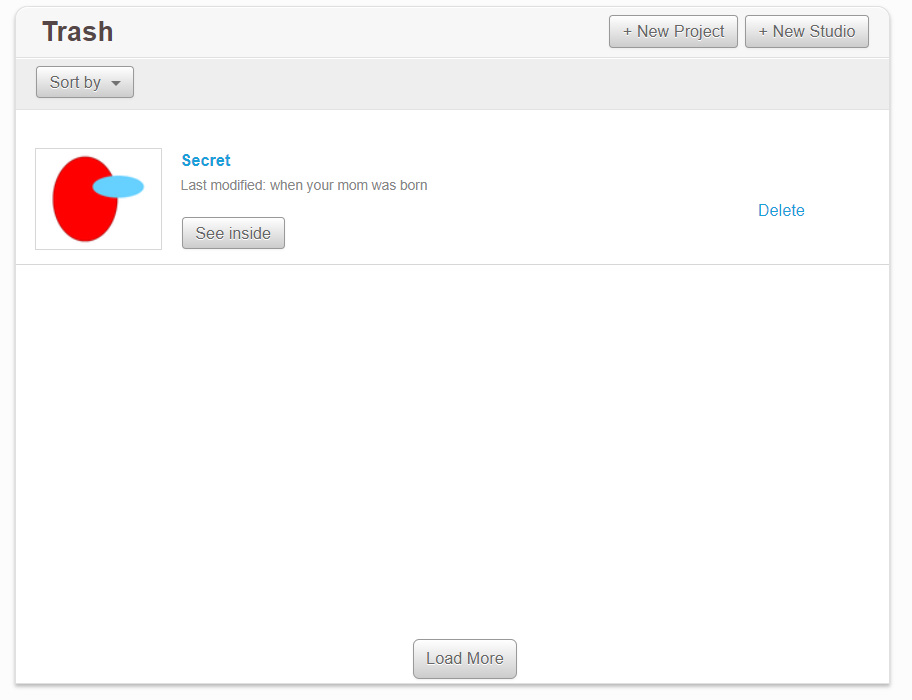 Trash
+ New Project
+ New Studio
Sort by
Secret
Last modified: when your mom was born
Delete
See inside
Load More